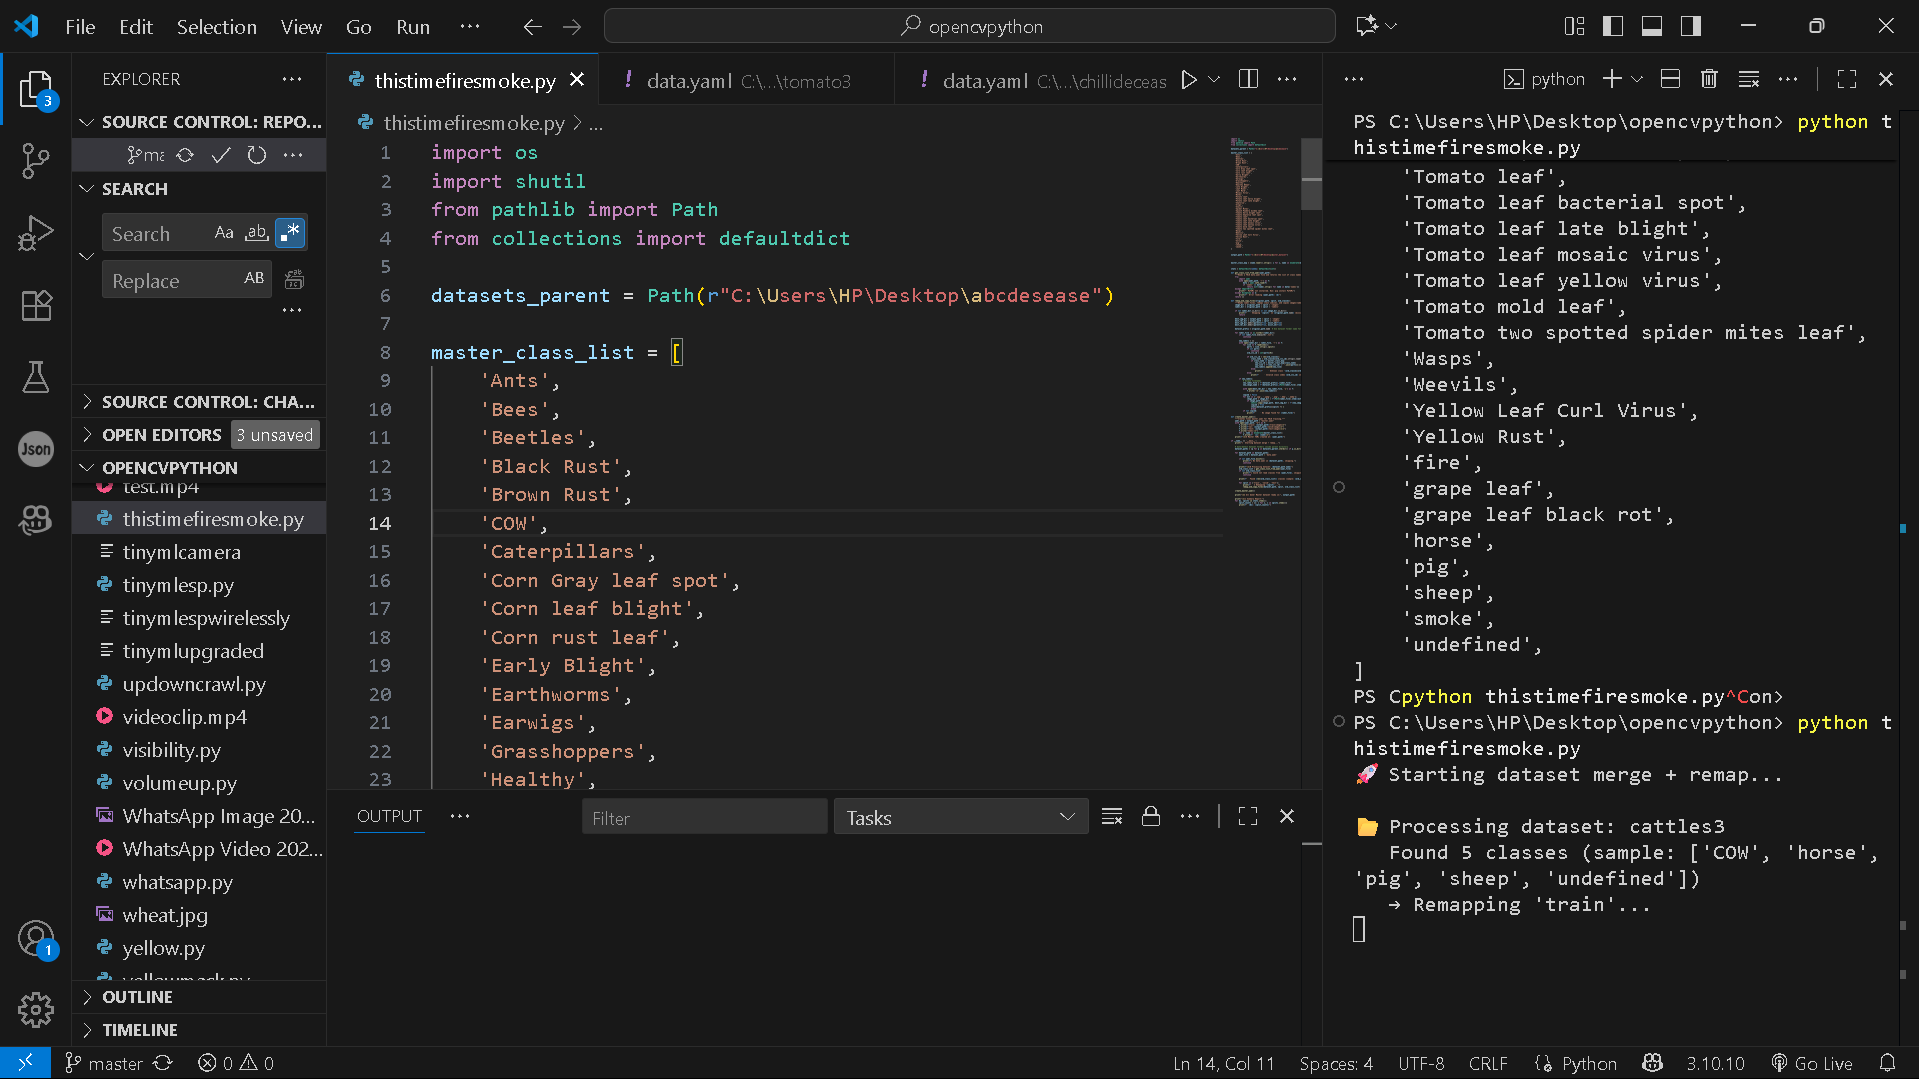 File Edit Selection View Go Run ... opencvpython
EXPLORER ...
SOURCE CONTROL: REPO...
ma
SEARCH
Search Aa ab .*
Replace AB
...
SOURCE CONTROL: CHA...
OPEN EDITORS 3 unsaved
OPENCVPYTHON
test.mp4
thistimefiresmoke.py
tinymlcamera
tinymlesp.py
tinymlespwirelessly
tinymlupgraded
updowncrawl.py
videoclip.mp4
visibility.py
volumeup.py
WhatsApp Image 20...
WhatsApp Video 202...
whatsapp.py
wheat.jpg
yellow.py
yellowmask.py
OUTLINE
TIMELINE
3
Json
1
thistimefiresmoke.py ! data.yaml C:\...\tomato3 ! data.yaml C:\...\chillideceas ...
thistimefiresmoke.py > ...
1 import os
2 import shutil
3 from pathlib import Path
4 from collections import defaultdict
5
6 datasets_parent = Path(r"C:\Users\HP\Desktop\abcdesease")
7
8 master_class_list = [
9 'Ants',
10 'Bees',
11 'Beetles',
12 'Black Rust',
13 'Brown Rust',
14 'COW',
15 'Caterpillars',
16 'Corn Gray leaf spot',
17 'Corn leaf blight',
18 'Corn rust leaf',
19 'Early Blight',
20 'Earthworms',
21 'Earwigs',
22 'Grasshoppers',
23 'Healthy',
OUTPUT ... Filter Tasks ...
... python ...
PS C:\Users\HP\Desktop\opencvpython> python t
histimefiresmoke.py
'Tomato leaf',
'Tomato leaf bacterial spot',
'Tomato leaf late blight',
'Tomato leaf mosaic virus',
'Tomato leaf yellow virus',
'Tomato mold leaf',
'Tomato two spotted spider mites leaf',
'Wasps',
'Weevils',
'Yellow Leaf Curl Virus',
'Yellow Rust',
'fire',
'grape leaf',
'grape leaf black rot',
'horse',
'pig',
'sheep',
'smoke',
'undefined',
]
PS Cpython thistimefiresmoke.py^Con>
PS C:\Users\HP\Desktop\opencvpython> python t
histimefiresmoke.py
🚀 Starting dataset merge + remap...
📂 Processing dataset: cattles3
Found 5 classes (sample: ['COW', 'horse',
'pig', 'sheep', 'undefined'])
→ Remapping 'train'...
master 0 0 Ln 14, Col 11 Spaces: 4 UTF-8 CRLF Python 3.10.10 Go Live